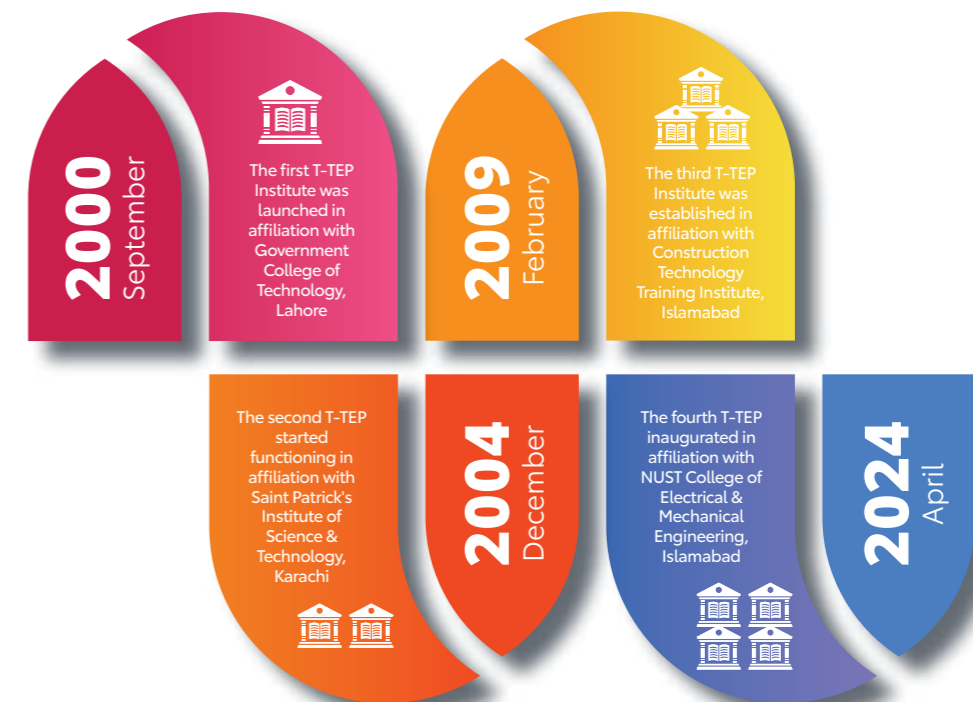 2000
September
The first T-TEP
Institute was
launched in
affiliation with
Government
College of
Technology,
Lahore
2009
February
The third T-TEP
Institute was
established in
affiliation with
Construction
Technology
Training Institute,
Islamabad
The second T-TEP
started
functioning in
affiliation with
Saint Patrick's
Institute of
Science &
Technology,
Karachi
2004
December
The fourth T-TEP
inaugurated in
affiliation with
NUST College of
Electrical &
Mechanical
Engineering,
Islamabad
2024
April